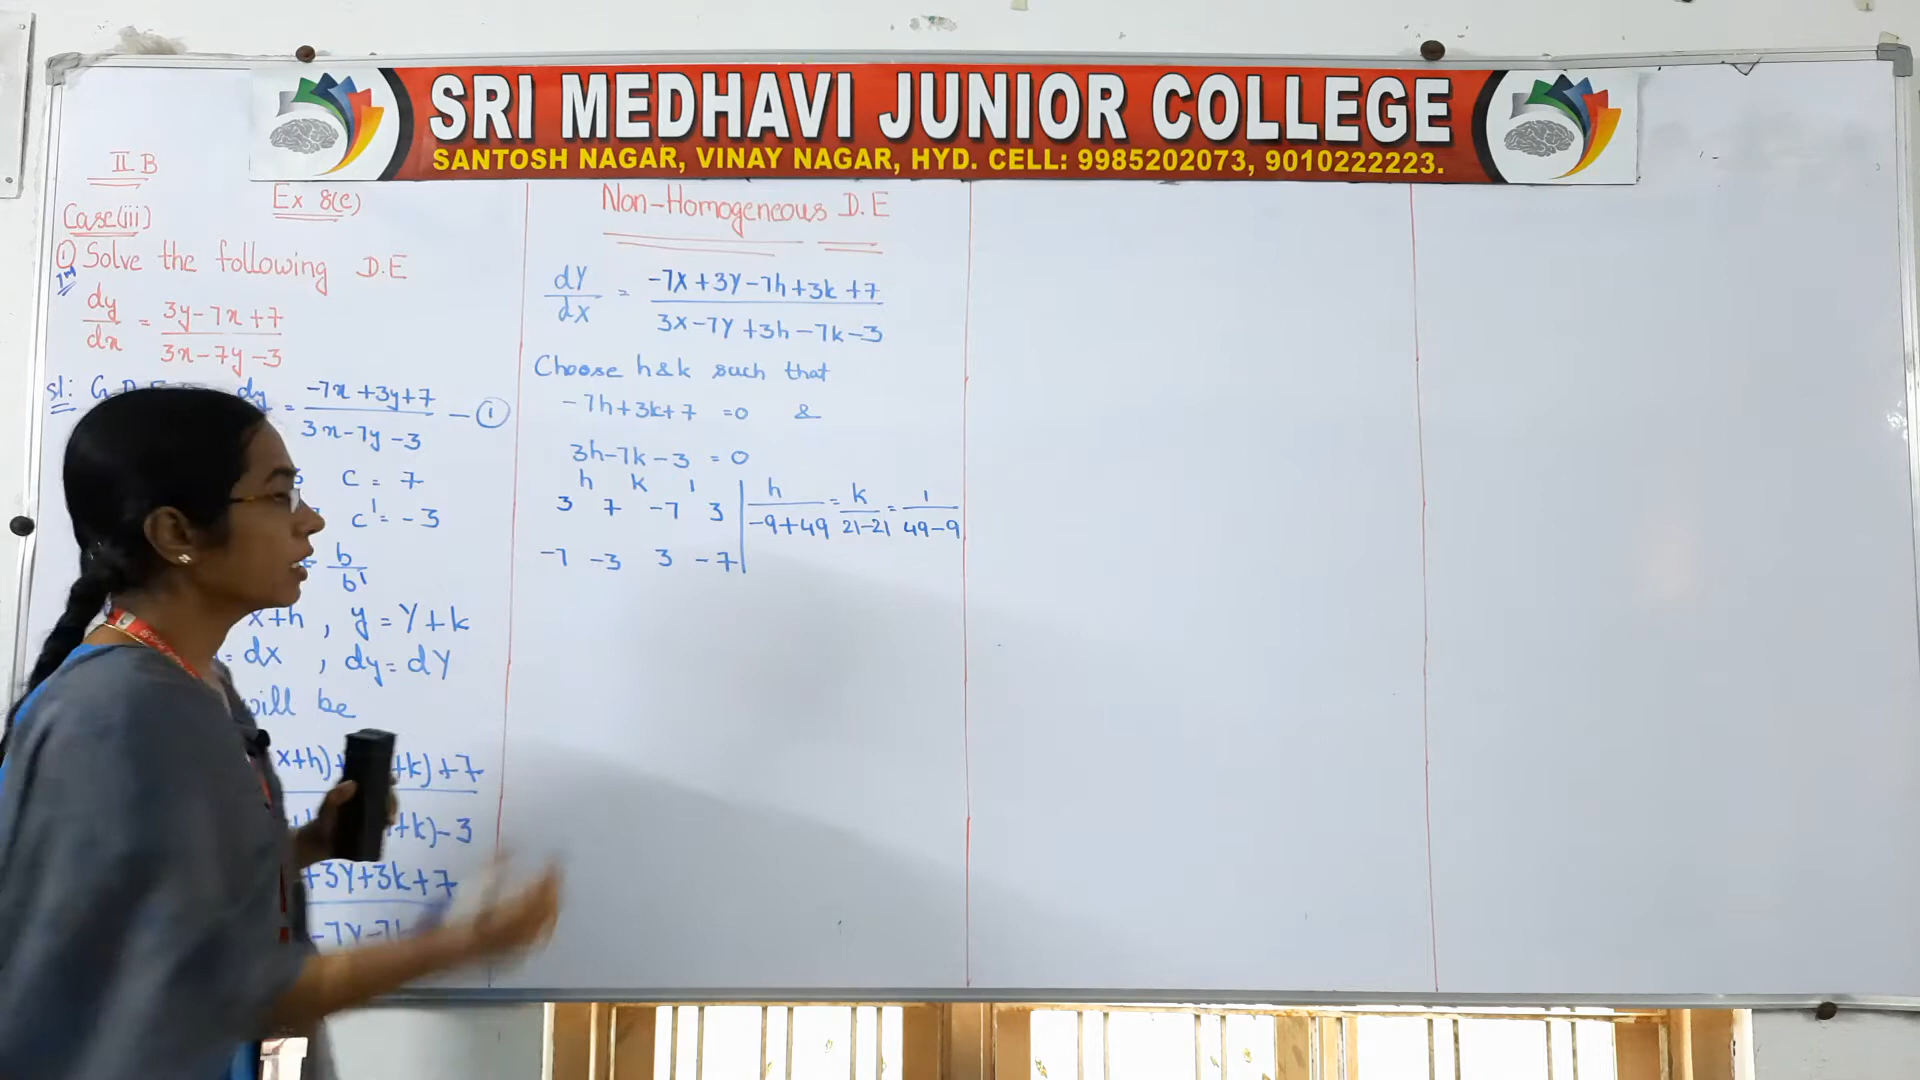 SRI MEDHAVI JUNIOR COLLEGE
SANTOSH NAGAR, VINAY NAGAR, HYD. CELL: 9985202073, 9010222223.
II B
Ex 8(e)
Case(iii)
① Solve the following D.E
1M
dy/dx = (3y-7x+7)/(3x-7y-3)
sl: G.D.E dy = (-7x+3y+7)/(3x-7y-3) - ①
c = 7
c' = -3
= b/b'
x+h , y = Y+k
= dx , dy = dY
will be
x+h) +k) +7
+k) -3
+3Y+3k+7
-7Y-7
Non-Homogeneous D.E
dY/dX = (-7X+3Y-7h+3k+7)/(3X-7Y+3h-7k-3)
Choose h & k such that
-7h+3k+7 = 0 &
3h-7k-3 = 0
h k 1
3 7 -7 3
-7 -3 3 -7
h/(-9+49) = k/(21-21) = 1/(49-9)